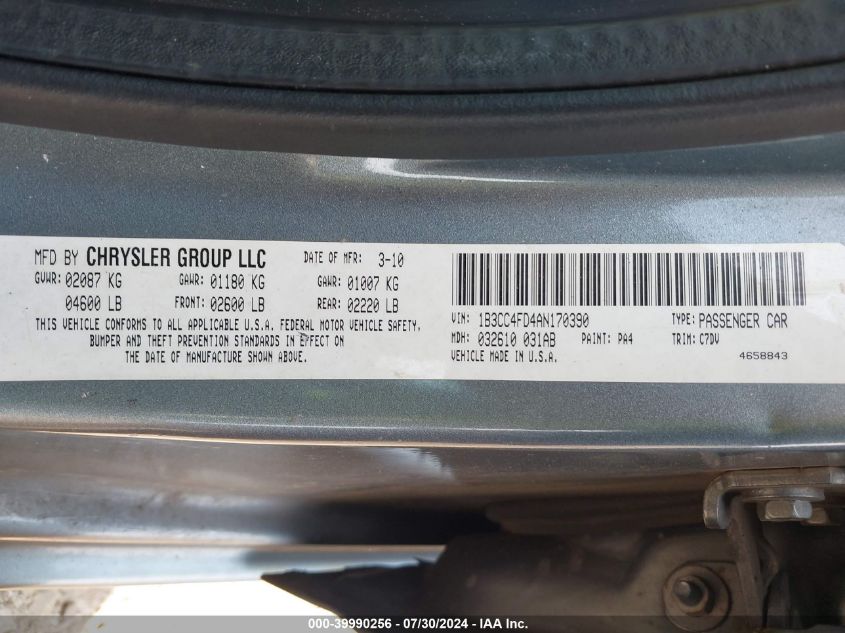 MFD BY CHRYSLER GROUP LLC DATE OF MFR: 3-10
GVWR: 02087 KG GAWR: 01180 KG GAWR: 01007 KG
04600 LB FRONT: 02600 LB REAR: 02220 LB
THIS VEHICLE CONFORMS TO ALL APPLICABLE U.S.A. FEDERAL MOTOR VEHICLE SAFETY,
BUMPER AND THEFT PREVENTION STANDARDS IN EFFECT ON
THE DATE OF MANUFACTURE SHOWN ABOVE.
VIN: 1B3CC4FD4AN170390 TYPE: PASSENGER CAR
MDH: 032610 031AB PAINT: PA4 TRIM: C7DV
VEHICLE MADE IN U.S.A. 4658843
000-39990256 - 07/30/2024 - IAA Inc.